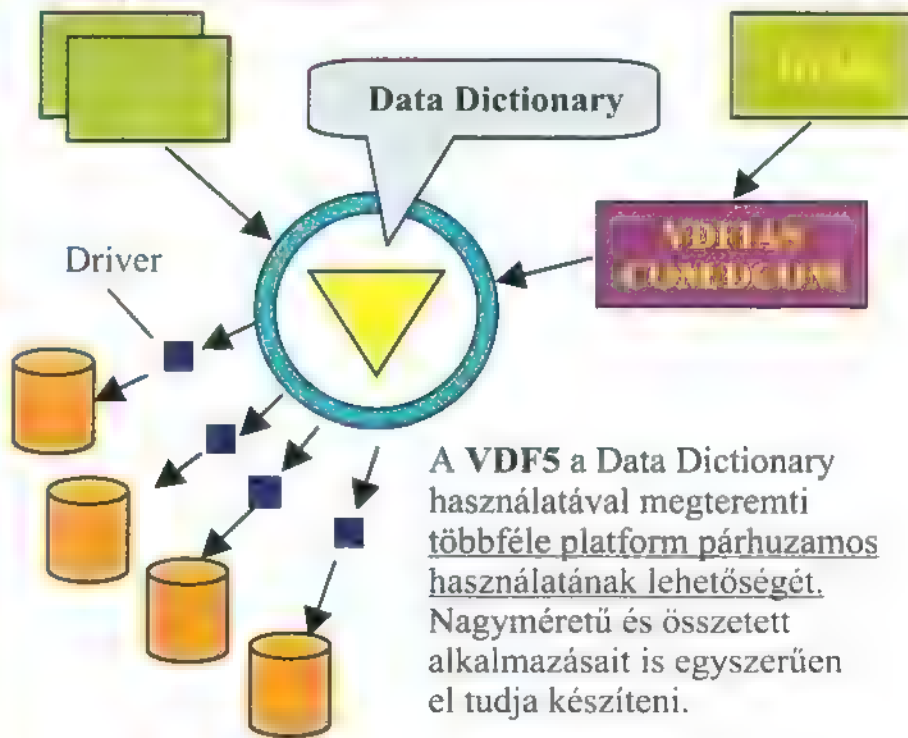 Data Dictionary
Driver
A VDF5 a Data Dictionary
használatával megteremti
többféle platform párhuzamos
használatának lehetőségét.
Nagyméretű és összetett
alkalmazásait is egyszerűen
el tudja készíteni.